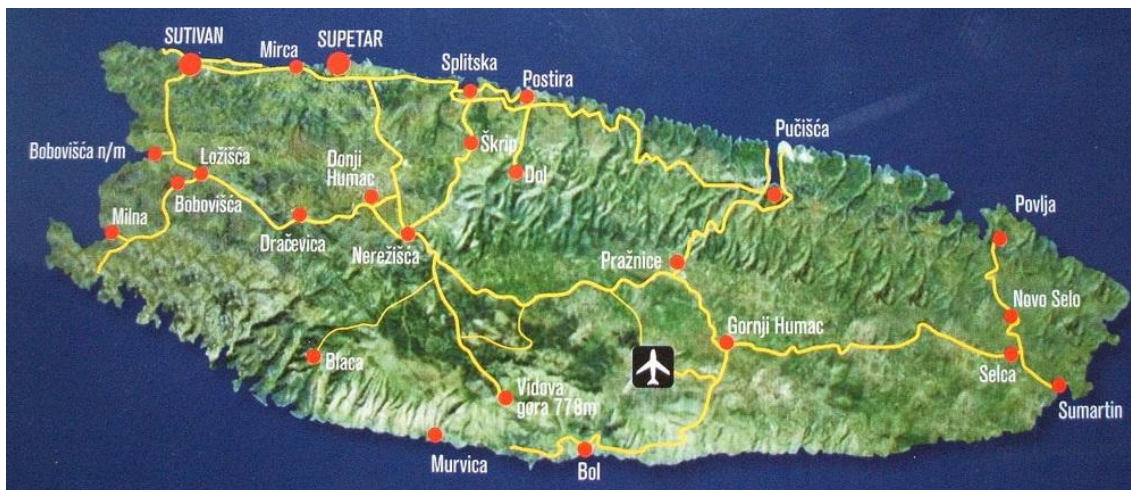 SUTIVAN
Mirca
SUPETAR
Splitska
Postira
Pučišća
Bobovišća n/m
Ložišća
Donji
Humac
Škrip
Dol
Bobovišća
Milna
Dračevica
Nerežišća
Pražnice
Povlja
Novo Selo
Gornji Humac
Blaca
Vidova
gora 778m
Selca
Sumartin
Murvica
Bol